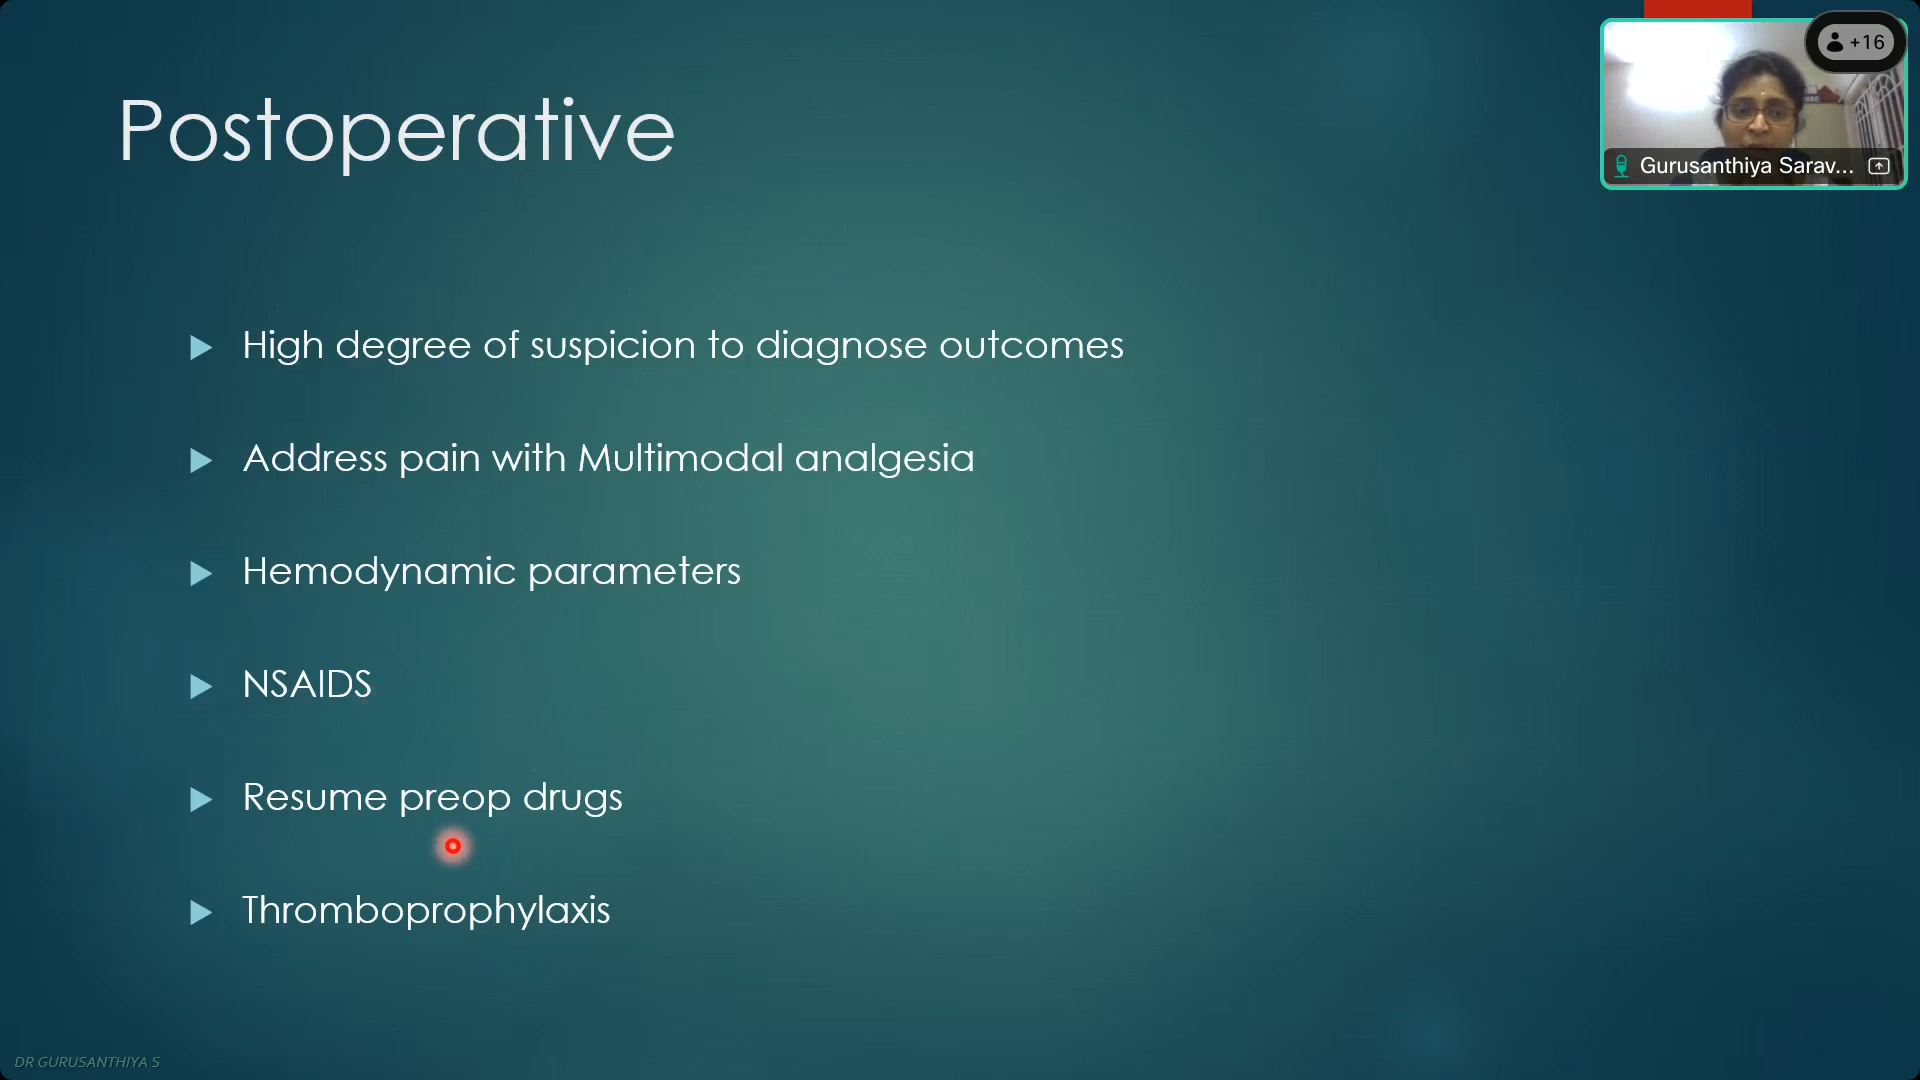 Postoperative
+16
Gurusanthiya Sarav...
High degree of suspicion to diagnose outcomes
Address pain with Multimodal analgesia
Hemodynamic parameters
NSAIDS
Resume preop drugs
Thromboprophylaxis
DR GURUSANTHIYA S